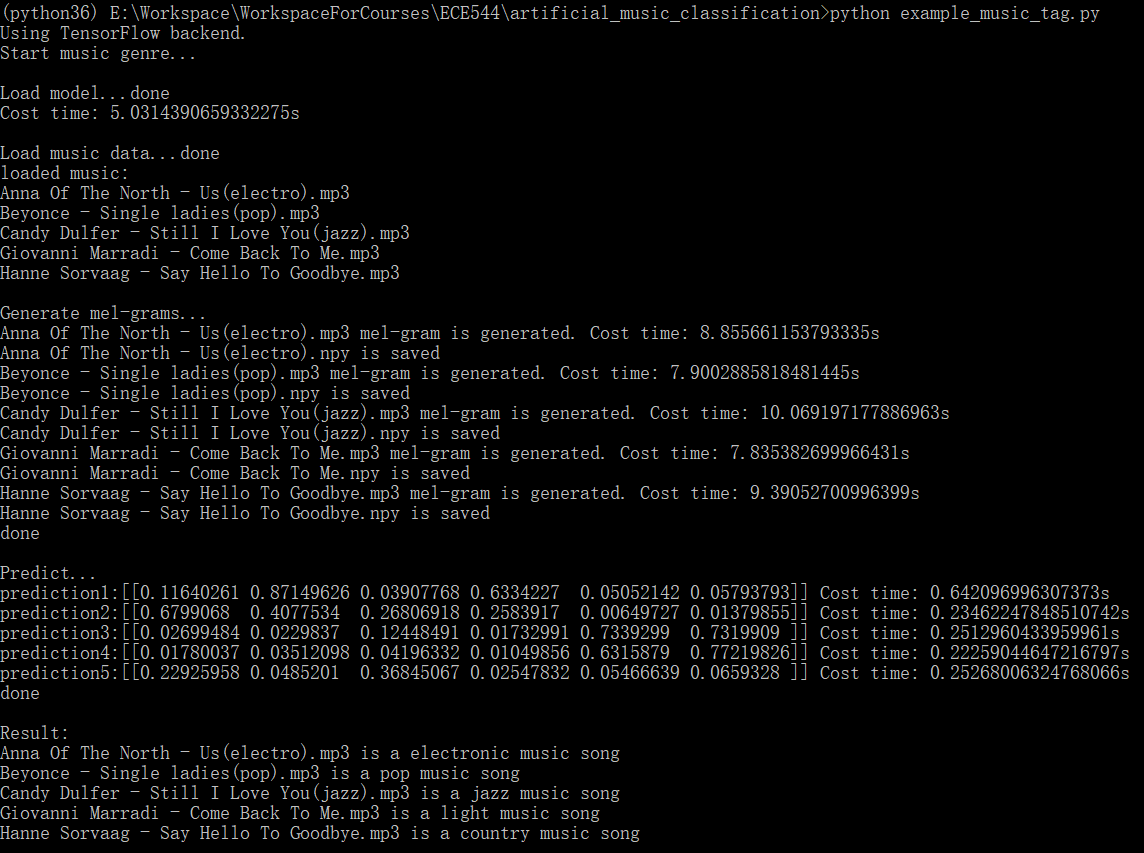 (python36) E:\Workspace\WorkspaceForCourses\ECE544\artificial_music_classification>python example_music_tag.py
Using TensorFlow backend.
Start music genre...
Load model...done
Cost time: 5.0314390659332275s
Load music data...done
loaded music:
Anna Of The North - Us(electro).mp3
Beyonce - Single ladies(pop).mp3
Candy Dulfer - Still I Love You(jazz).mp3
Giovanni Marradi - Come Back To Me.mp3
Hanne Sorvaag - Say Hello To Goodbye.mp3
Generate mel-grams...
Anna Of The North - Us(electro).mp3 mel-gram is generated. Cost time: 8.855661153793335s
Anna Of The North - Us(electro).npy is saved
Beyonce - Single ladies(pop).mp3 mel-gram is generated. Cost time: 7.9002885818481445s
Beyonce - Single ladies(pop).npy is saved
Candy Dulfer - Still I Love You(jazz).mp3 mel-gram is generated. Cost time: 10.069197177886963s
Candy Dulfer - Still I Love You(jazz).npy is saved
Giovanni Marradi - Come Back To Me.mp3 mel-gram is generated. Cost time: 7.835382699966431s
Giovanni Marradi - Come Back To Me.npy is saved
Hanne Sorvaag - Say Hello To Goodbye.mp3 mel-gram is generated. Cost time: 9.39052700996399s
Hanne Sorvaag - Say Hello To Goodbye.npy is saved
done
Predict...
prediction1:[[0.11640261 0.87149626 0.03907768 0.6334227  0.05052142 0.05793793]] Cost time: 0.642096996307373s
prediction2:[[0.6799068  0.4077534  0.26806918 0.2583917  0.00649727 0.01379855]] Cost time: 0.23462247848510742s
prediction3:[[0.02699484 0.0229837  0.12448491 0.01732991 0.7339299  0.7319909 ]] Cost time: 0.2512960433959961s
prediction4:[[0.01780037 0.03512098 0.04196332 0.01049856 0.6315879  0.77219826]] Cost time: 0.22259044647216797s
prediction5:[[0.22925958 0.0485201  0.36845067 0.02547832 0.05466639 0.0659328 ]] Cost time: 0.25268006324768066s
done
Result:
Anna Of The North - Us(electro).mp3 is a electronic music song
Beyonce - Single ladies(pop).mp3 is a pop music song
Candy Dulfer - Still I Love You(jazz).mp3 is a jazz music song
Giovanni Marradi - Come Back To Me.mp3 is a light music song
Hanne Sorvaag - Say Hello To Goodbye.mp3 is a country music song